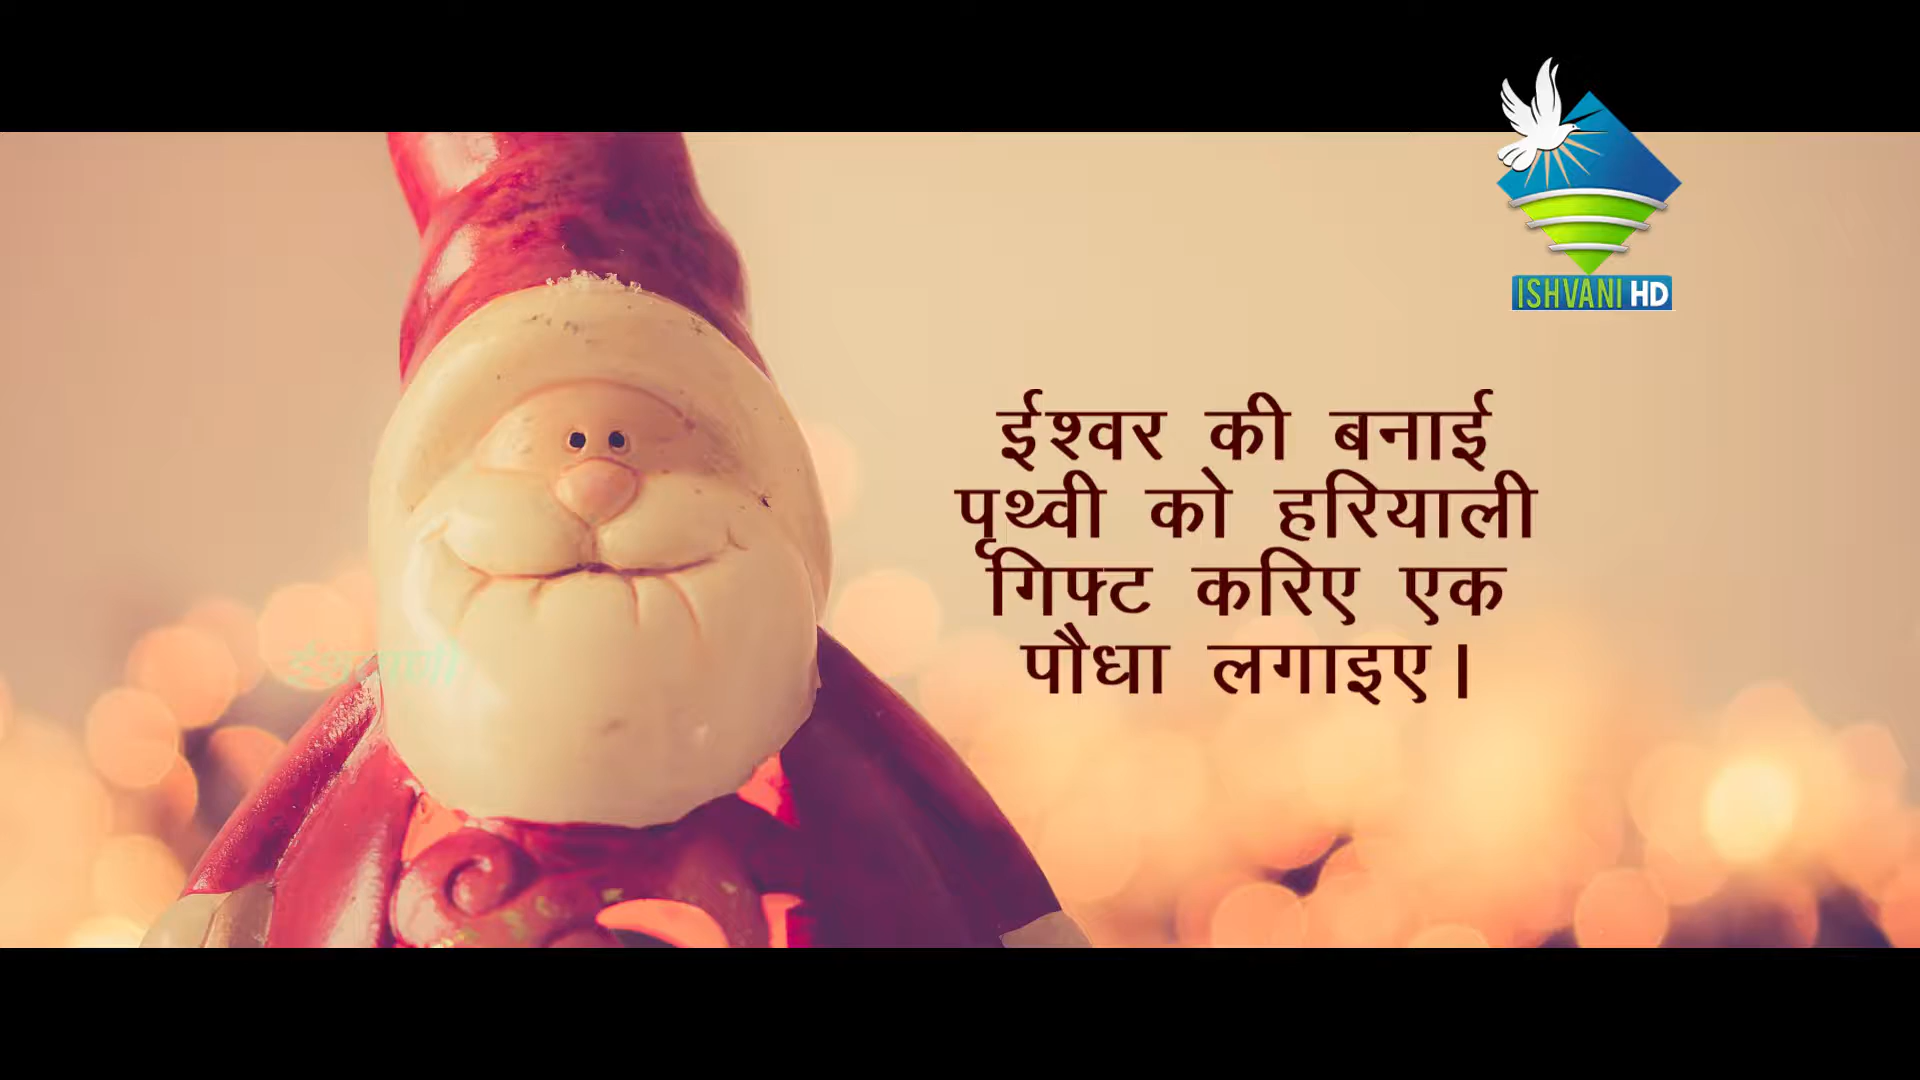 ISHVANI HD
ईश्वर की बनाई
पृथ्वी को हरियाली
गिफ्ट करिए एक
पौधा लगाइए।